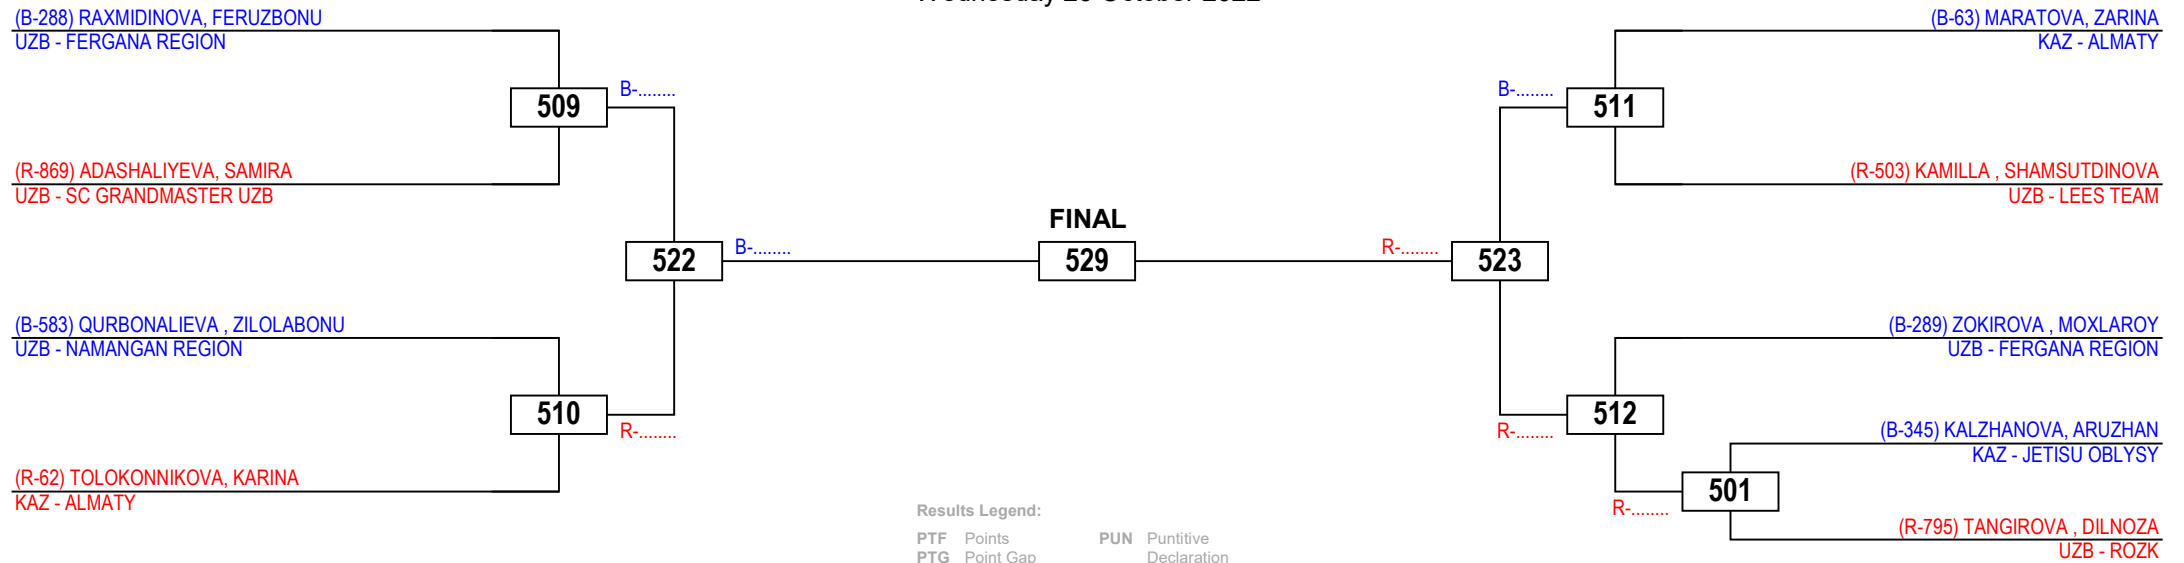 (B-288) RAXMIDINOVA, FERUZBONU
UZB - FERGANA REGION
509
B-........
(R-869) ADASHALIYEVA, SAMIRA
UZB - SC GRANDMASTER UZB
522
B-........
(B-583) QURBONALIEVA , ZILOLABONU
UZB - NAMANGAN REGION
510
R-........
(R-62) TOLOKONNIKOVA, KARINA
KAZ - ALMATY
FINAL
529
(B-63) MARATOVA, ZARINA
KAZ - ALMATY
B-........
511
(R-503) KAMILLA , SHAMSUTDINOVA
UZB - LEES TEAM
R-........
523
(B-289) ZOKIROVA , MOXLAROY
UZB - FERGANA REGION
R-........
512
(B-345) KALZHANOVA, ARUZHAN
KAZ - JETISU OBLYSY
R-........
501
(R-795) TANGIROVA , DILNOZA
UZB - ROZK
Results Legend:
PTF Points PUN Puntitive
PTG Point Gap Declaration